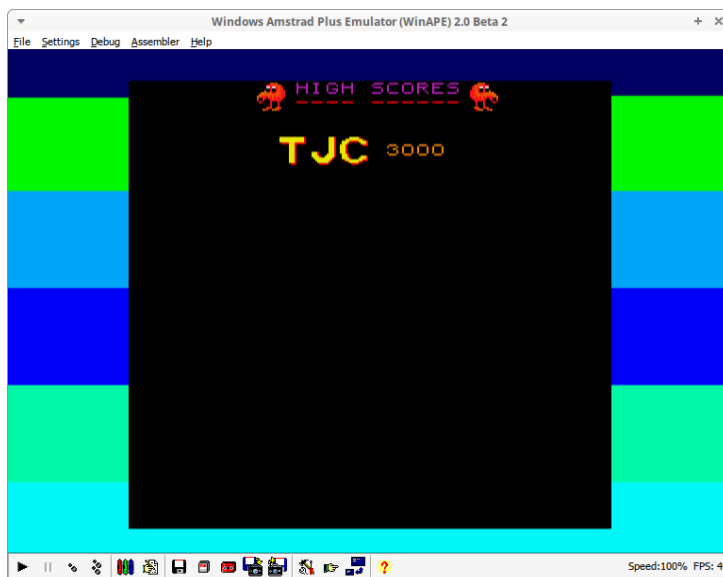 Windows Amstrad Plus Emulator (WinAPE) 2.0 Beta 2
File Settings Debug Assembler Help
HIGH SCORES
TJC 3000
Speed:100% FPS: 4